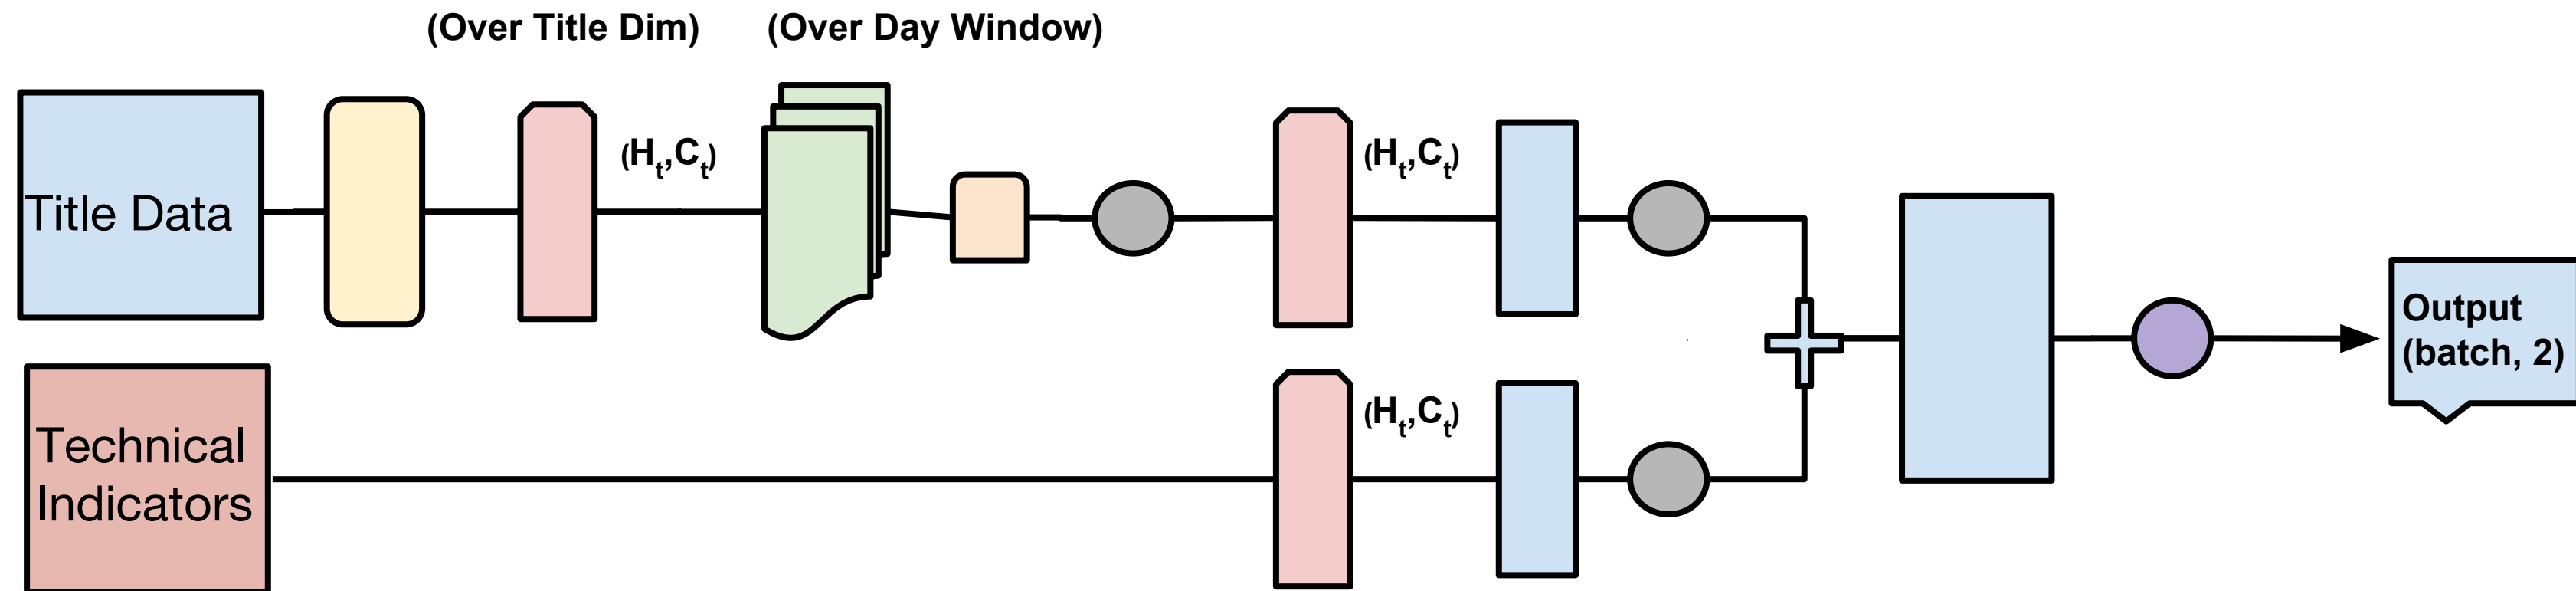 (Over Title Dim) (Over Day Window)
Title Data
(Ht,Ct)
(Ht,Ct)
Technical
Indicators
(Ht,Ct)
Output
(batch, 2)